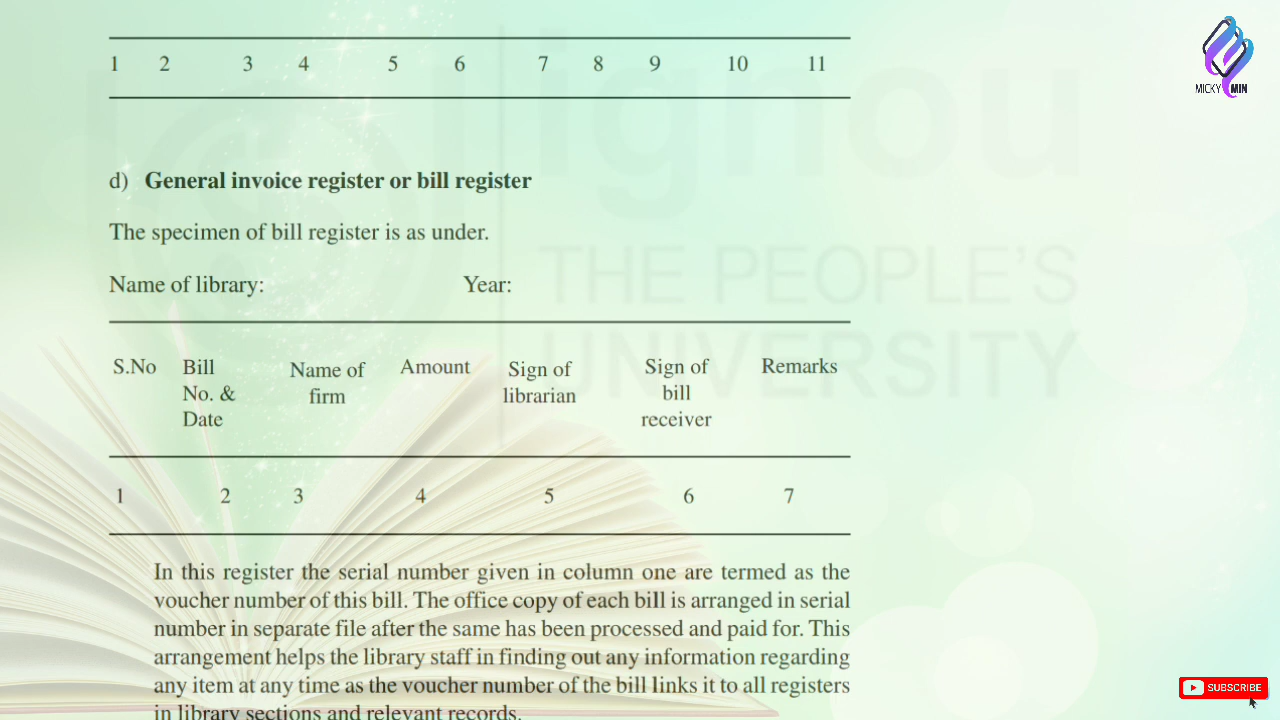 1 2 3 4 5 6 7 8 9 10 11
MICKY MIN
d) General invoice register or bill register
ignou
The specimen of bill register is as under.
THE PEOPLE'S
UNIVERSITY
Name of library: Year:
S.No Bill No. & Date Name of firm Amount Sign of librarian Sign of bill receiver Remarks
1 2 3 4 5 6 7
In this register the serial number given in column one are termed as the
voucher number of this bill. The office copy of each bill is arranged in serial
number in separate file after the same has been processed and paid for. This
arrangement helps the library staff in finding out any information regarding
any item at any time as the voucher number of the bill links it to all registers
in library sections and relevant records.
SUBSCRIBE